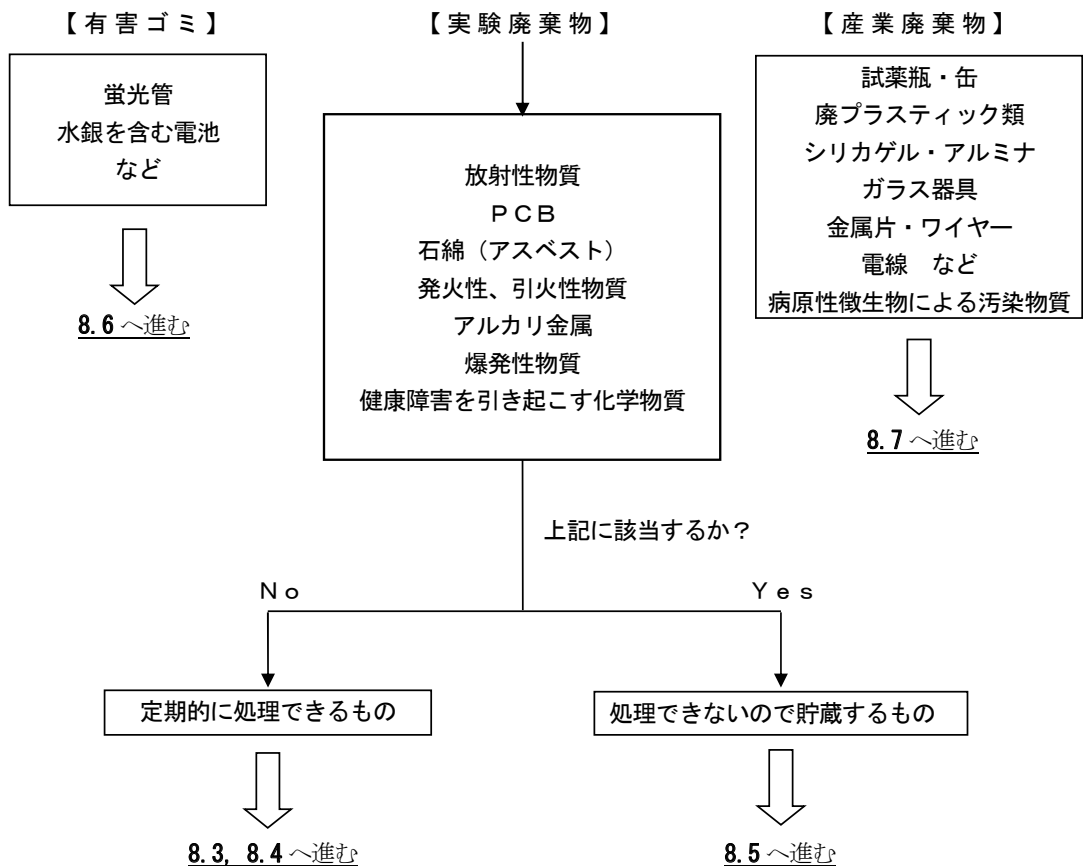 【有害ゴミ】
蛍光管
水銀を含む電池
など
8.6 へ進む
【実験廃棄物】
放射性物質
PCB
石綿（アスベスト）
発火性、引火性物質
アルカリ金属
爆発性物質
健康障害を引き起こす化学物質
【産業廃棄物】
試薬瓶・缶
廃プラスティック類
シリカゲル・アルミナ
ガラス器具
金属片・ワイヤー
電線　など
病原性微生物による汚染物質
8.7 へ進む
上記に該当するか？
No
Yes
定期的に処理できるもの
処理できないので貯蔵するもの
8.3, 8.4 へ進む
8.5 へ進む